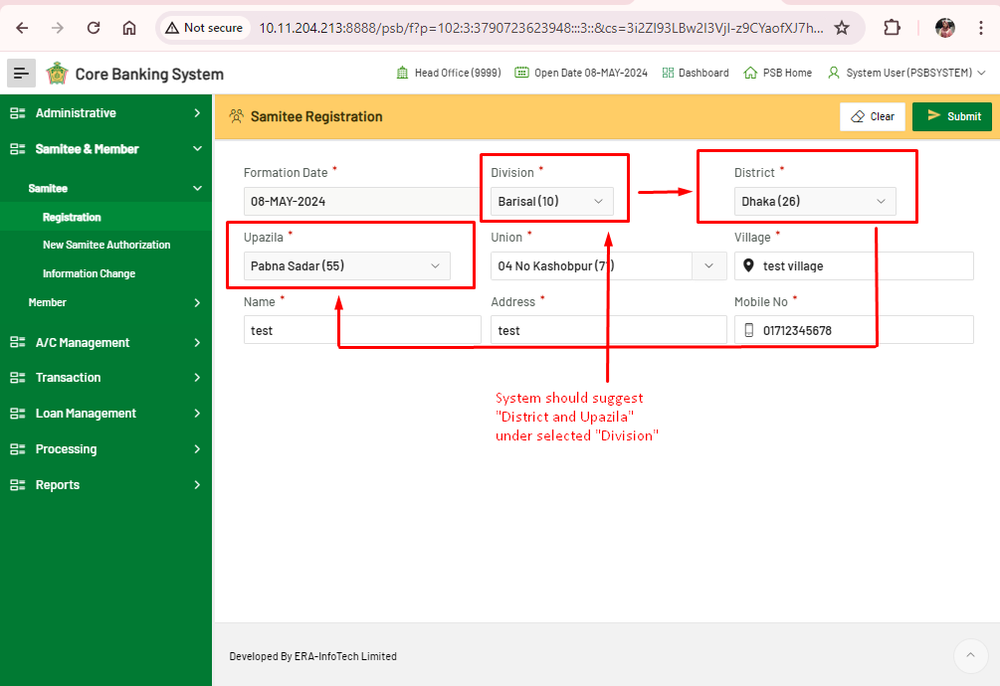 Not secure
10.11.204.213:8888/psb/f?p=102:3:3790723623948:::3::&cs=3i2ZI93LBw2I3VjI-z9CYaofXJ7h...
Core Banking System
Head Office (9999)
Open Date 08-MAY-2024
Dashboard
PSB Home
System User (PSBSYSTEM)
Administrative
Samitee & Member
Samitee
Registration
New Samitee Authorization
Information Change
Member
A/C Management
Transaction
Loan Management
Processing
Reports
Samitee Registration
Clear
Submit
Formation Date *
Division *
District *
08-MAY-2024
Barisal (10)
Dhaka (26)
Upazila *
Union *
Village *
Pabna Sadar (55)
04 No Kashobpur (71)
test village
Name *
Address *
Mobile No *
test
test
01712345678
System should suggest
"District and Upazila"
under selected "Division"
Developed By ERA-InfoTech Limited